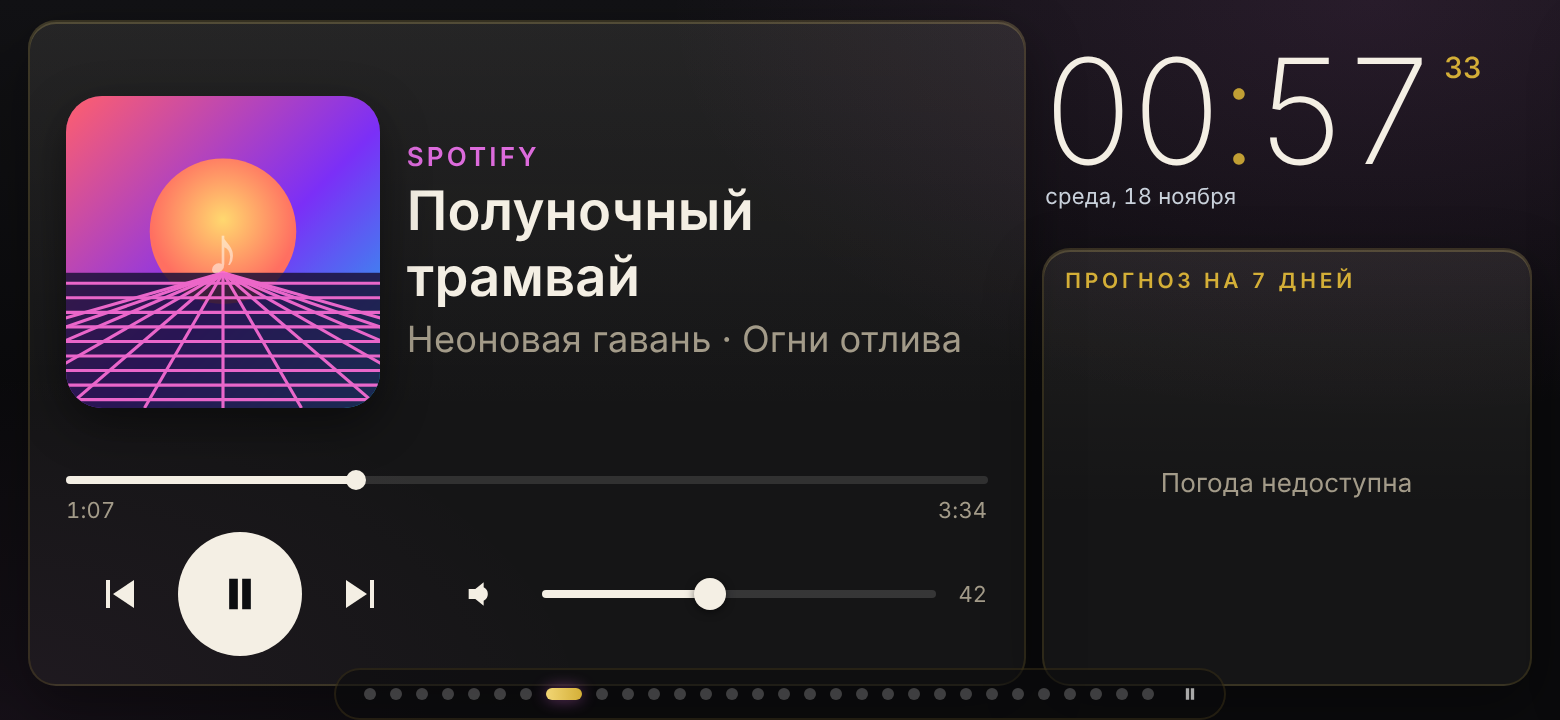 SPOTIFY
Полуночный
трамвай
Неоновая гавань · Огни отлива
1:07
3:34
42
00:57
33
среда, 18 ноября
ПРОГНОЗ НА 7 ДНЕЙ
Погода недоступна